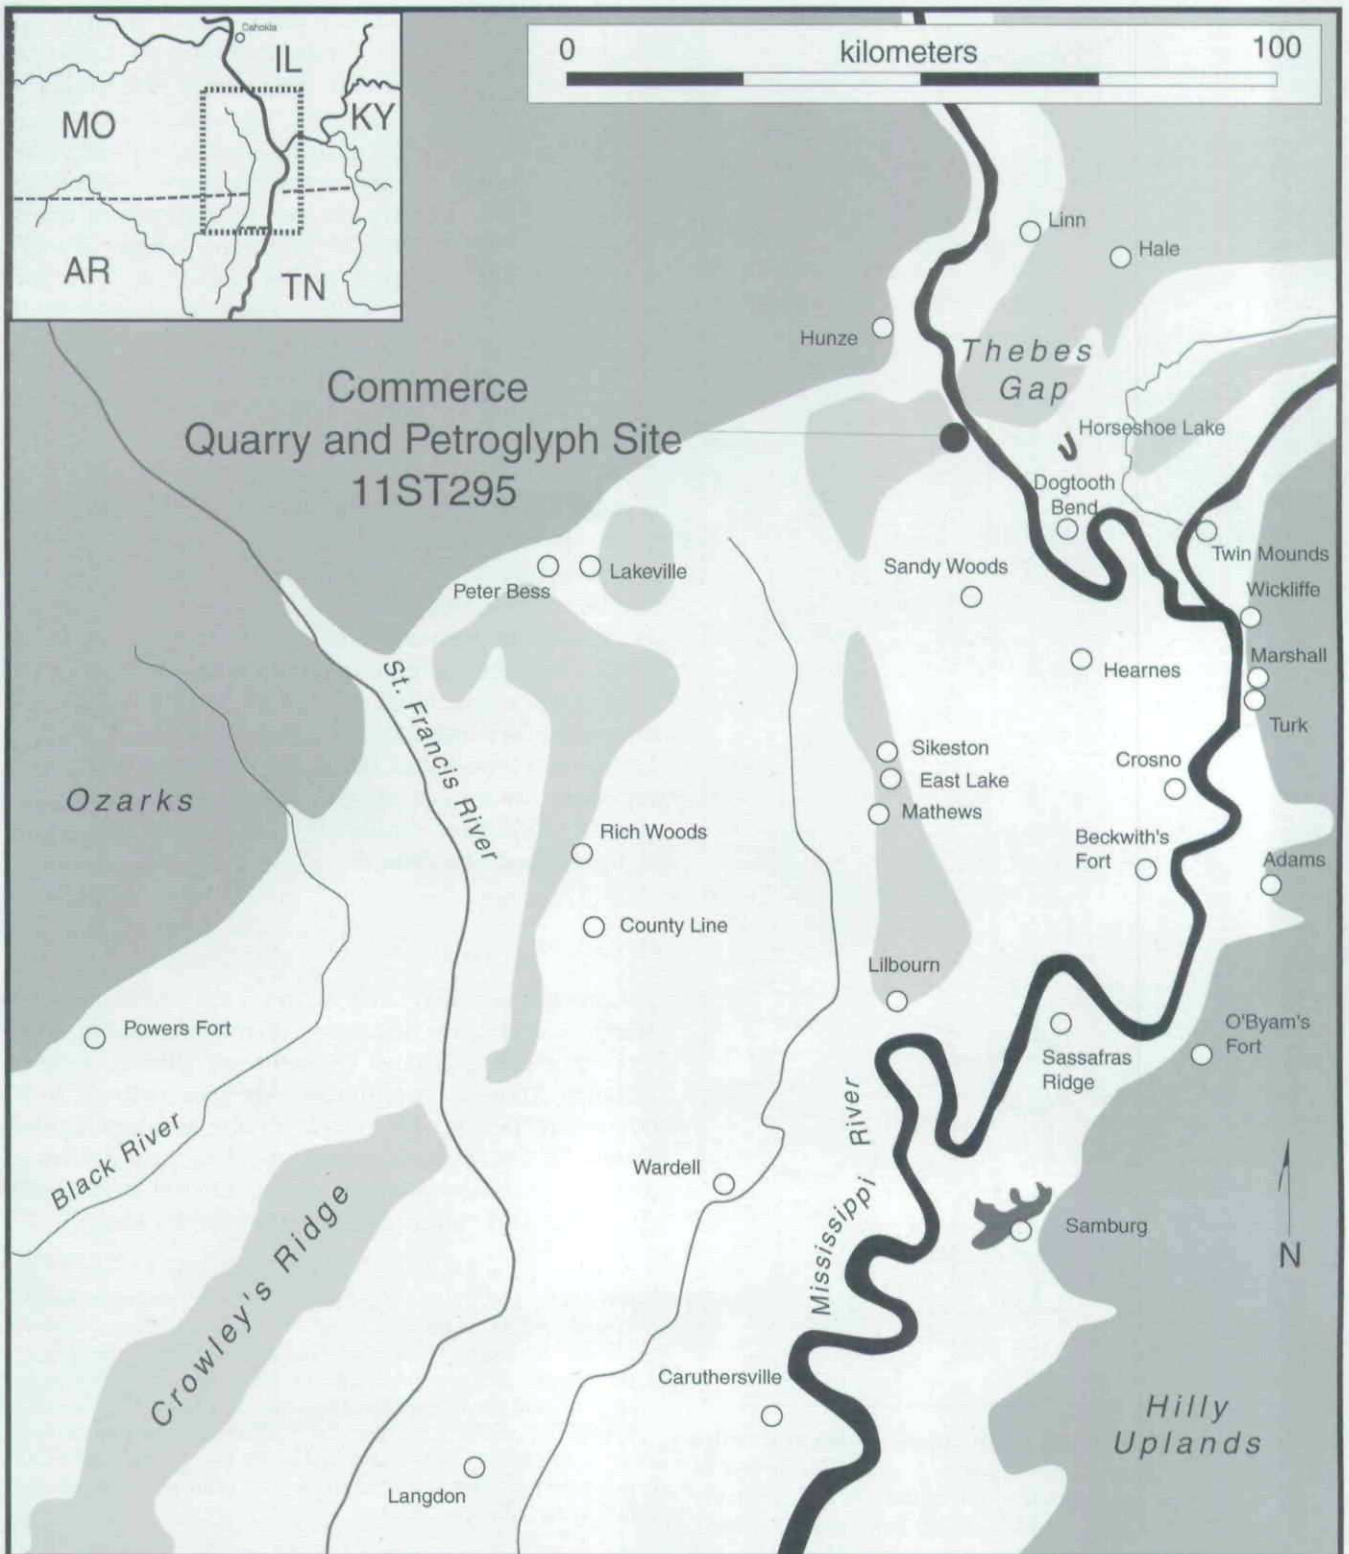 Cahokia
IL
MO
KY
AR
TN
0 kilometers 100
Linn
Hale
Hunze
Thebes
Gap
Commerce
Quarry and Petroglyph Site
11ST295
Horseshoe Lake
Dogtooth
Bend
Twin Mounds
Sandy Woods
Peter Bess
Lakeville
Wickliffe
Hearnes
Marshall
Turk
St. Francis River
Ozarks
Sikeston
East Lake
Mathews
Crosno
Rich Woods
Beckwith's
Fort
Adams
County Line
Lilbourn
Powers Fort
Sassafras
Ridge
O'Byam's
Fort
Black River
Crowley's Ridge
Wardell
Mississippi River
Samburg
N
Caruthersville
Hilly
Uplands
Langdon